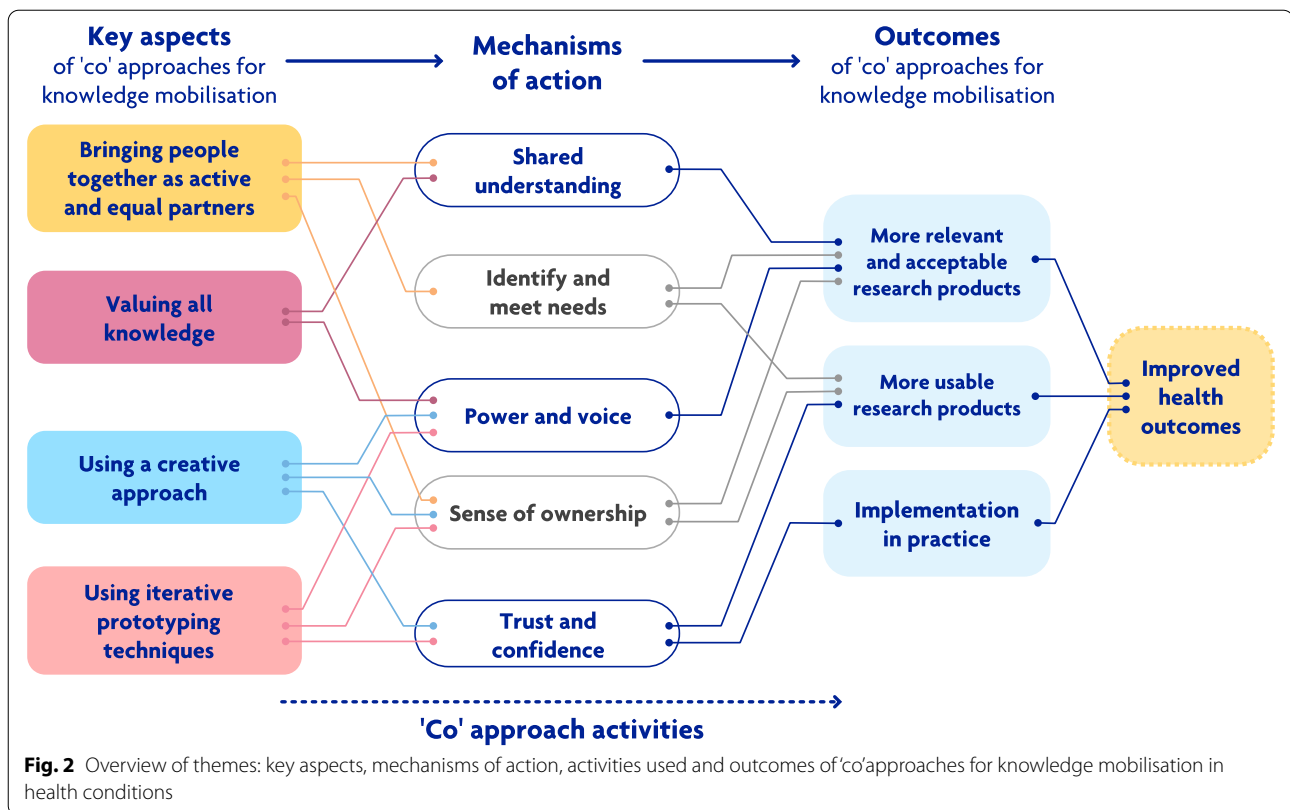 Key aspects
of 'co' approaches for
knowledge mobilisation
Mechanisms
of action
Outcomes
of 'co' approaches for
knowledge mobilisation
Bringing people
together as active
and equal partners
Valuing all
knowledge
Using a creative
approach
Using iterative
prototyping
techniques
Shared
understanding
Identify and
meet needs
Power and voice
Sense of ownership
Trust and
confidence
More relevant
and acceptable
research products
More usable
research products
Implementation
in practice
Improved
health
outcomes
'Co' approach activities
Fig. 2 Overview of themes: key aspects, mechanisms of action, activities used and outcomes of 'co' approaches for knowledge mobilisation in
health conditions